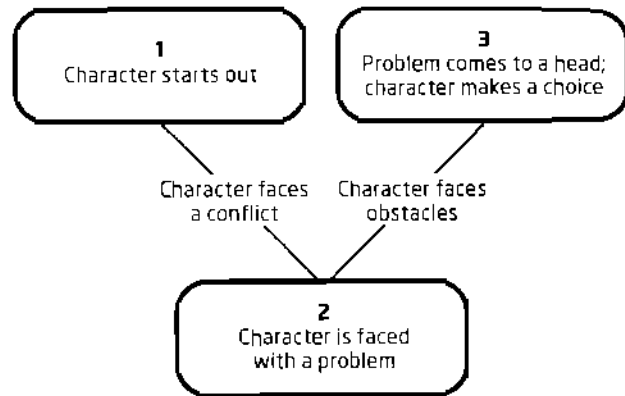 1
Character starts out
3
Problem comes to a head;
character makes a choice
Character faces
a conflict
Character faces
obstacles
2
Character is faced
with a problem